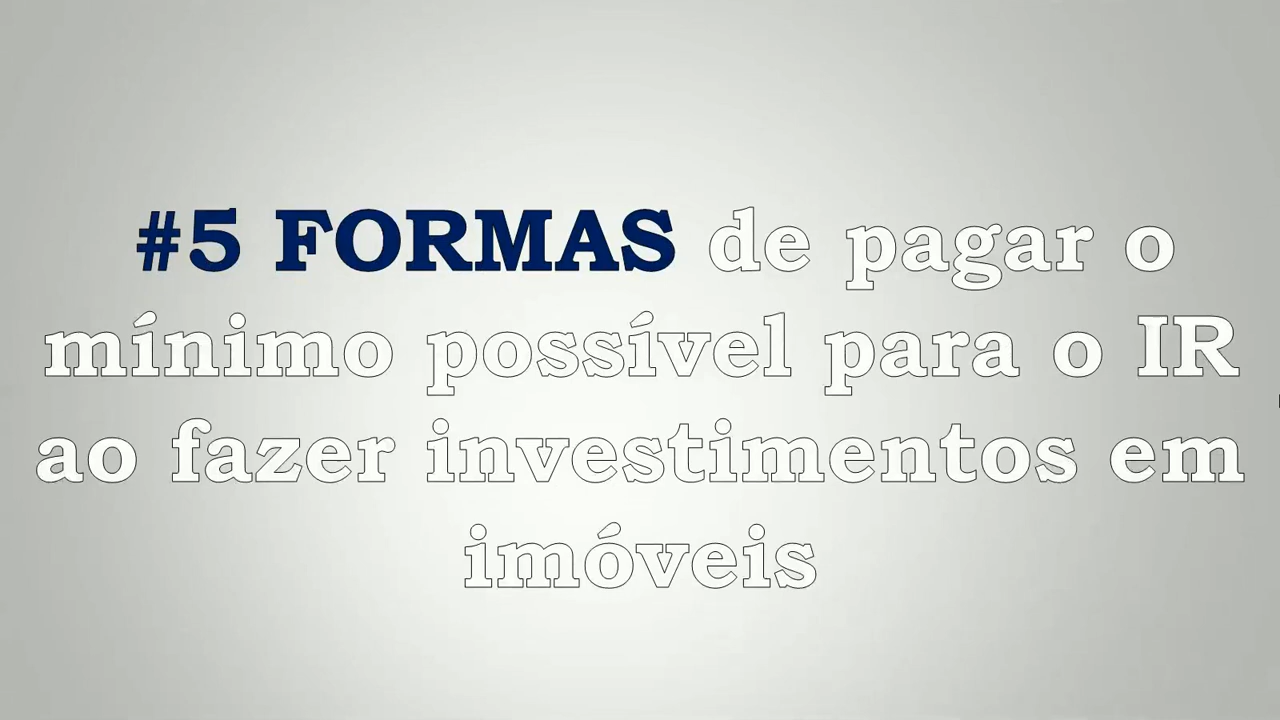 #5 FORMAS de pagar o
mínimo possível para o IR
ao fazer investimentos em
imóveis